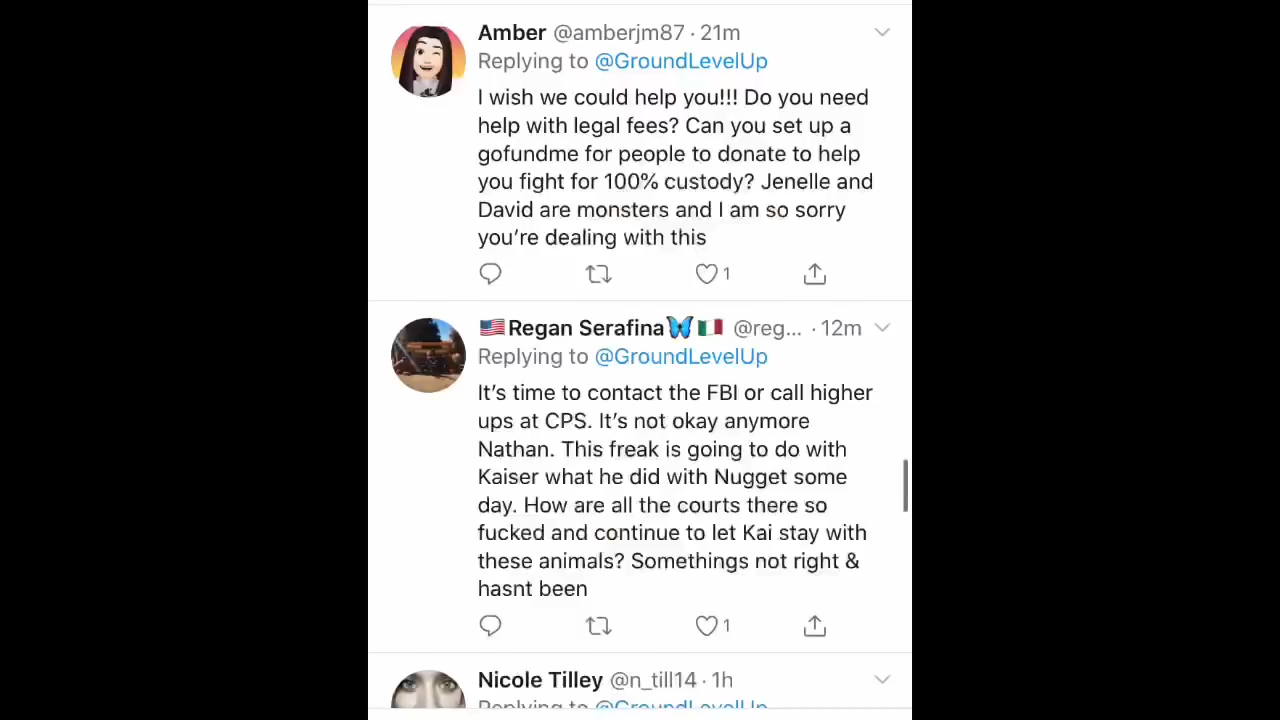 Amber @amberjm87 · 21m
Replying to @GroundLevelUp
I wish we could help you!!! Do you need
help with legal fees? Can you set up a
gofundme for people to donate to help
you fight for 100% custody? Jenelle and
David are monsters and I am so sorry
you're dealing with this
1
🇺🇸Regan Serafina🦋🇮🇹 @reg... · 12m
Replying to @GroundLevelUp
It's time to contact the FBI or call higher
ups at CPS. It's not okay anymore
Nathan. This freak is going to do with
Kaiser what he did with Nugget some
day. How are all the courts there so
fucked and continue to let Kai stay with
these animals? Somethings not right &
hasnt been
1
Nicole Tilley @n_till14 · 1h
Replying to @GroundLevelUp